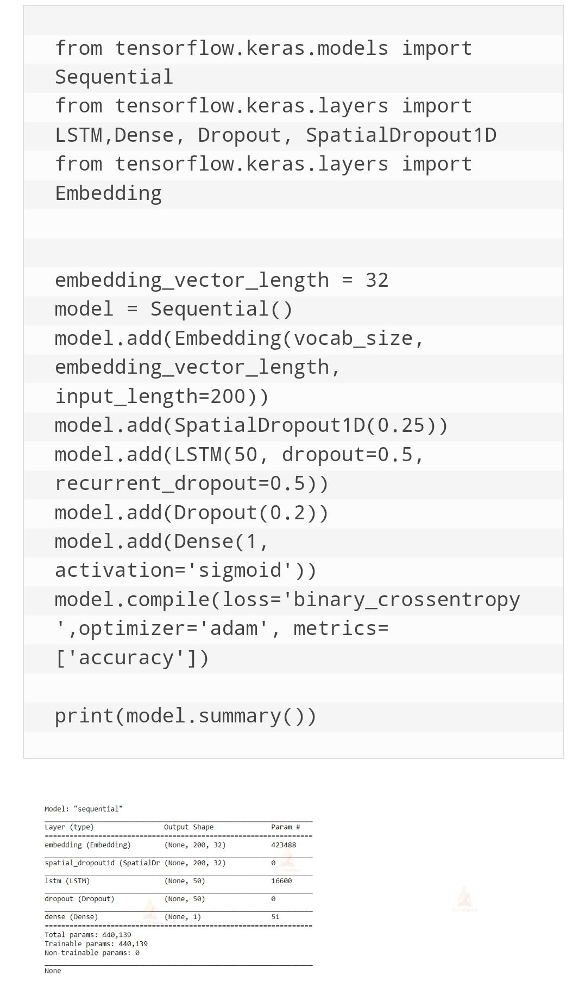 from tensorflow.keras.models import
Sequential
from tensorflow.keras.layers import
LSTM,Dense, Dropout, SpatialDropout1D
from tensorflow.keras.layers import
Embedding
embedding_vector_length = 32
model = Sequential()
model.add(Embedding(vocab_size,
embedding_vector_length,
input_length=200))
model.add(SpatialDropout1D(0.25))
model.add(LSTM(50, dropout=0.5,
recurrent_dropout=0.5))
model.add(Dropout(0.2))
model.add(Dense(1,
activation='sigmoid'))
model.compile(loss='binary_crossentropy
',optimizer='adam', metrics=
['accuracy'])
print(model.summary())
Model: "sequential"
Layer (type) Output Shape Param #
=================================================================
embedding (Embedding) (None, 200, 32) 423488
spatial_dropout1d (SpatialDr (None, 200, 32) 0
lstm (LSTM) (None, 50) 16600
dropout (Dropout) (None, 50) 0
dense (Dense) (None, 1) 51
=================================================================
Total params: 440,139
Trainable params: 440,139
Non-trainable params: 0
None